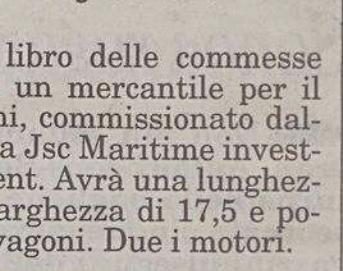 libro delle commesse
un mercantile per il
ni, commissionato dal-
a Jsc Maritime invest-
ent. Avrà una lunghez-
arghezza di 17,5 e po-
vagoni. Due i motori.